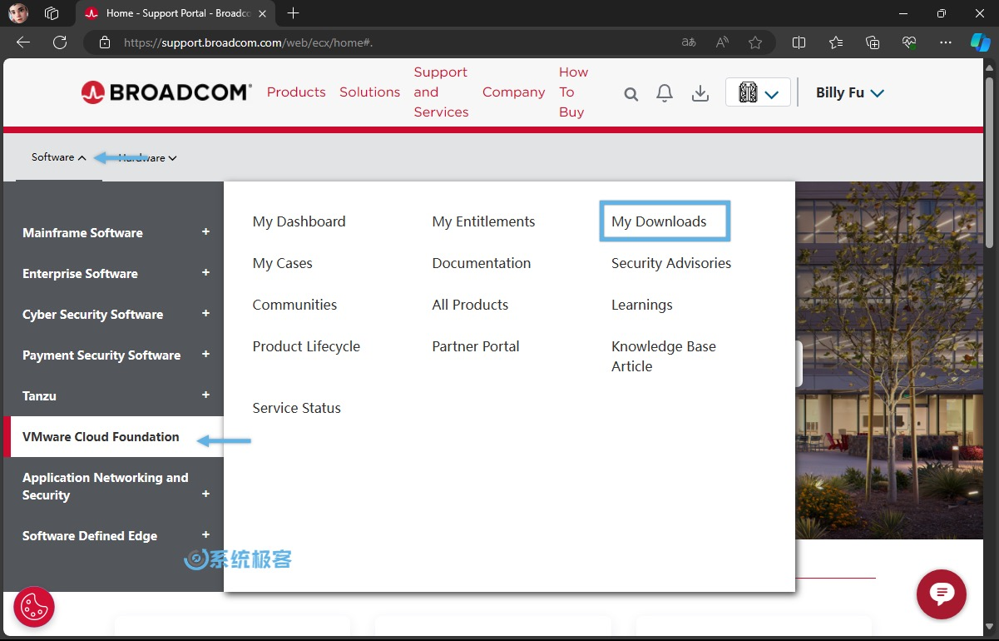 Home - Support Portal - Broadco
https://support.broadcom.com/web/ecx/home#.
BROADCOM®
Products
Solutions
Support
and
Services
Company
How
To
Buy
Billy Fu
Software
Hardware
Mainframe Software +
Enterprise Software +
Cyber Security Software +
Payment Security Software +
Tanzu +
VMware Cloud Foundation
Application Networking and
Security +
Software Defined Edge +
My Dashboard
My Entitlements
My Downloads
My Cases
Documentation
Security Advisories
Communities
All Products
Learnings
Product Lifecycle
Partner Portal
Knowledge Base
Article
Service Status
系统极客